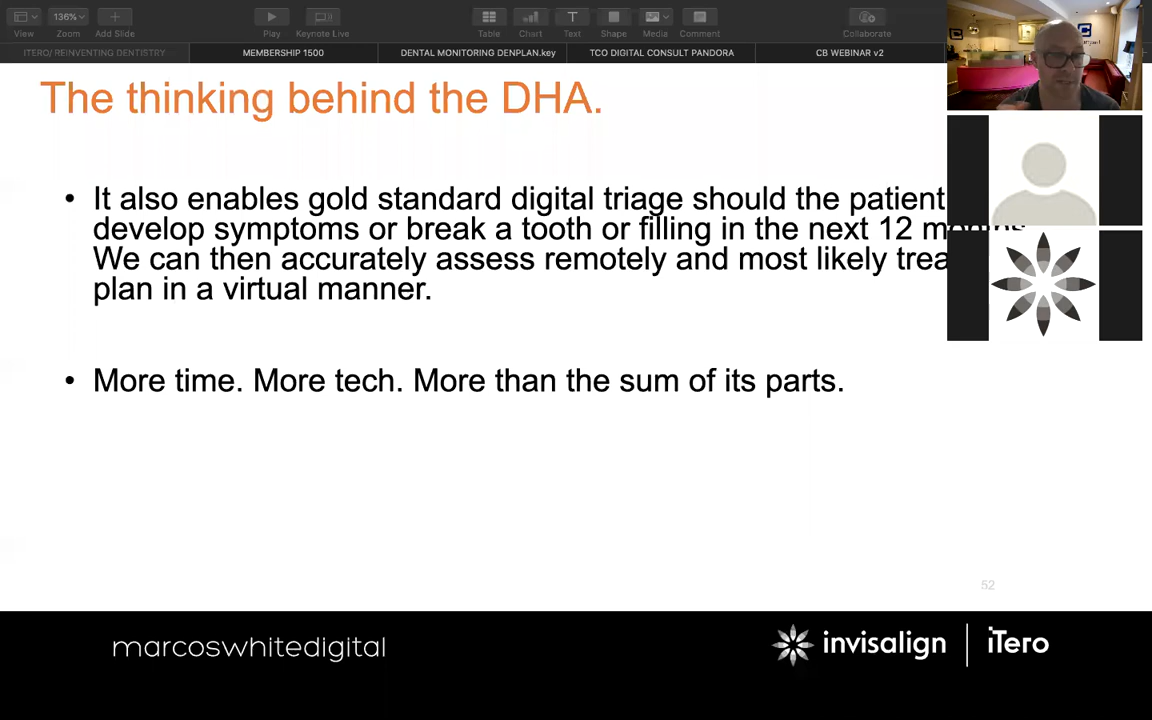 136%
View
Zoom
Add Slide
Play
Keynote Live
Table
Chart
Text
Shape
Media
Comment
Collaborate
ITERO/ REINVENTING DENTISTRY
MEMBERSHIP 1500
DENTAL MONITORING DENPLAN.key
TCO DIGITAL CONSULT PANDORA
CB WEBINAR v2
The thinking behind the DHA.
• It also enables gold standard digital triage should the patient
develop symptoms or break a tooth or filling in the next 12 months.
We can then accurately assess remotely and most likely
plan in a virtual manner.
• More time. More tech. More than the sum of its parts.
52
marcoswhitedigital
invisalign | iTero